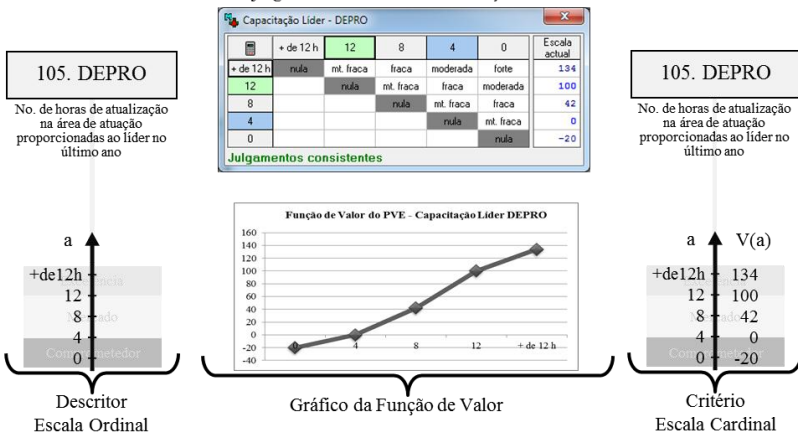 Capacitação Líder - DEPRO
+ de 12 h 12 8 4 0 Escala actual
+ de 12 h nula mt. fraca fraca moderada forte 134
12 nula mt. fraca fraca moderada 100
8 nula mt. fraca fraca 42
4 nula mt. fraca 0
0 nula -20
Julgamentos consistentes
105. DEPRO
No. de horas de atualização
na área de atuação
proporcionadas ao líder no
último ano
a
+de12h
12
8
4
0
Descritor
Escala Ordinal
Função de Valor do PVE - Capacitação Líder DEPRO
160
140
120
100
80
60
40
20
0
-20
-40
0 4 8 12 + de 12 h
Gráfico da Função de Valor
105. DEPRO
No. de horas de atualização
na área de atuação
proporcionadas ao líder no
último ano
a V(a)
+de12h 134
12 100
8 42
4 0
0 -20
Critério
Escala Cardinal